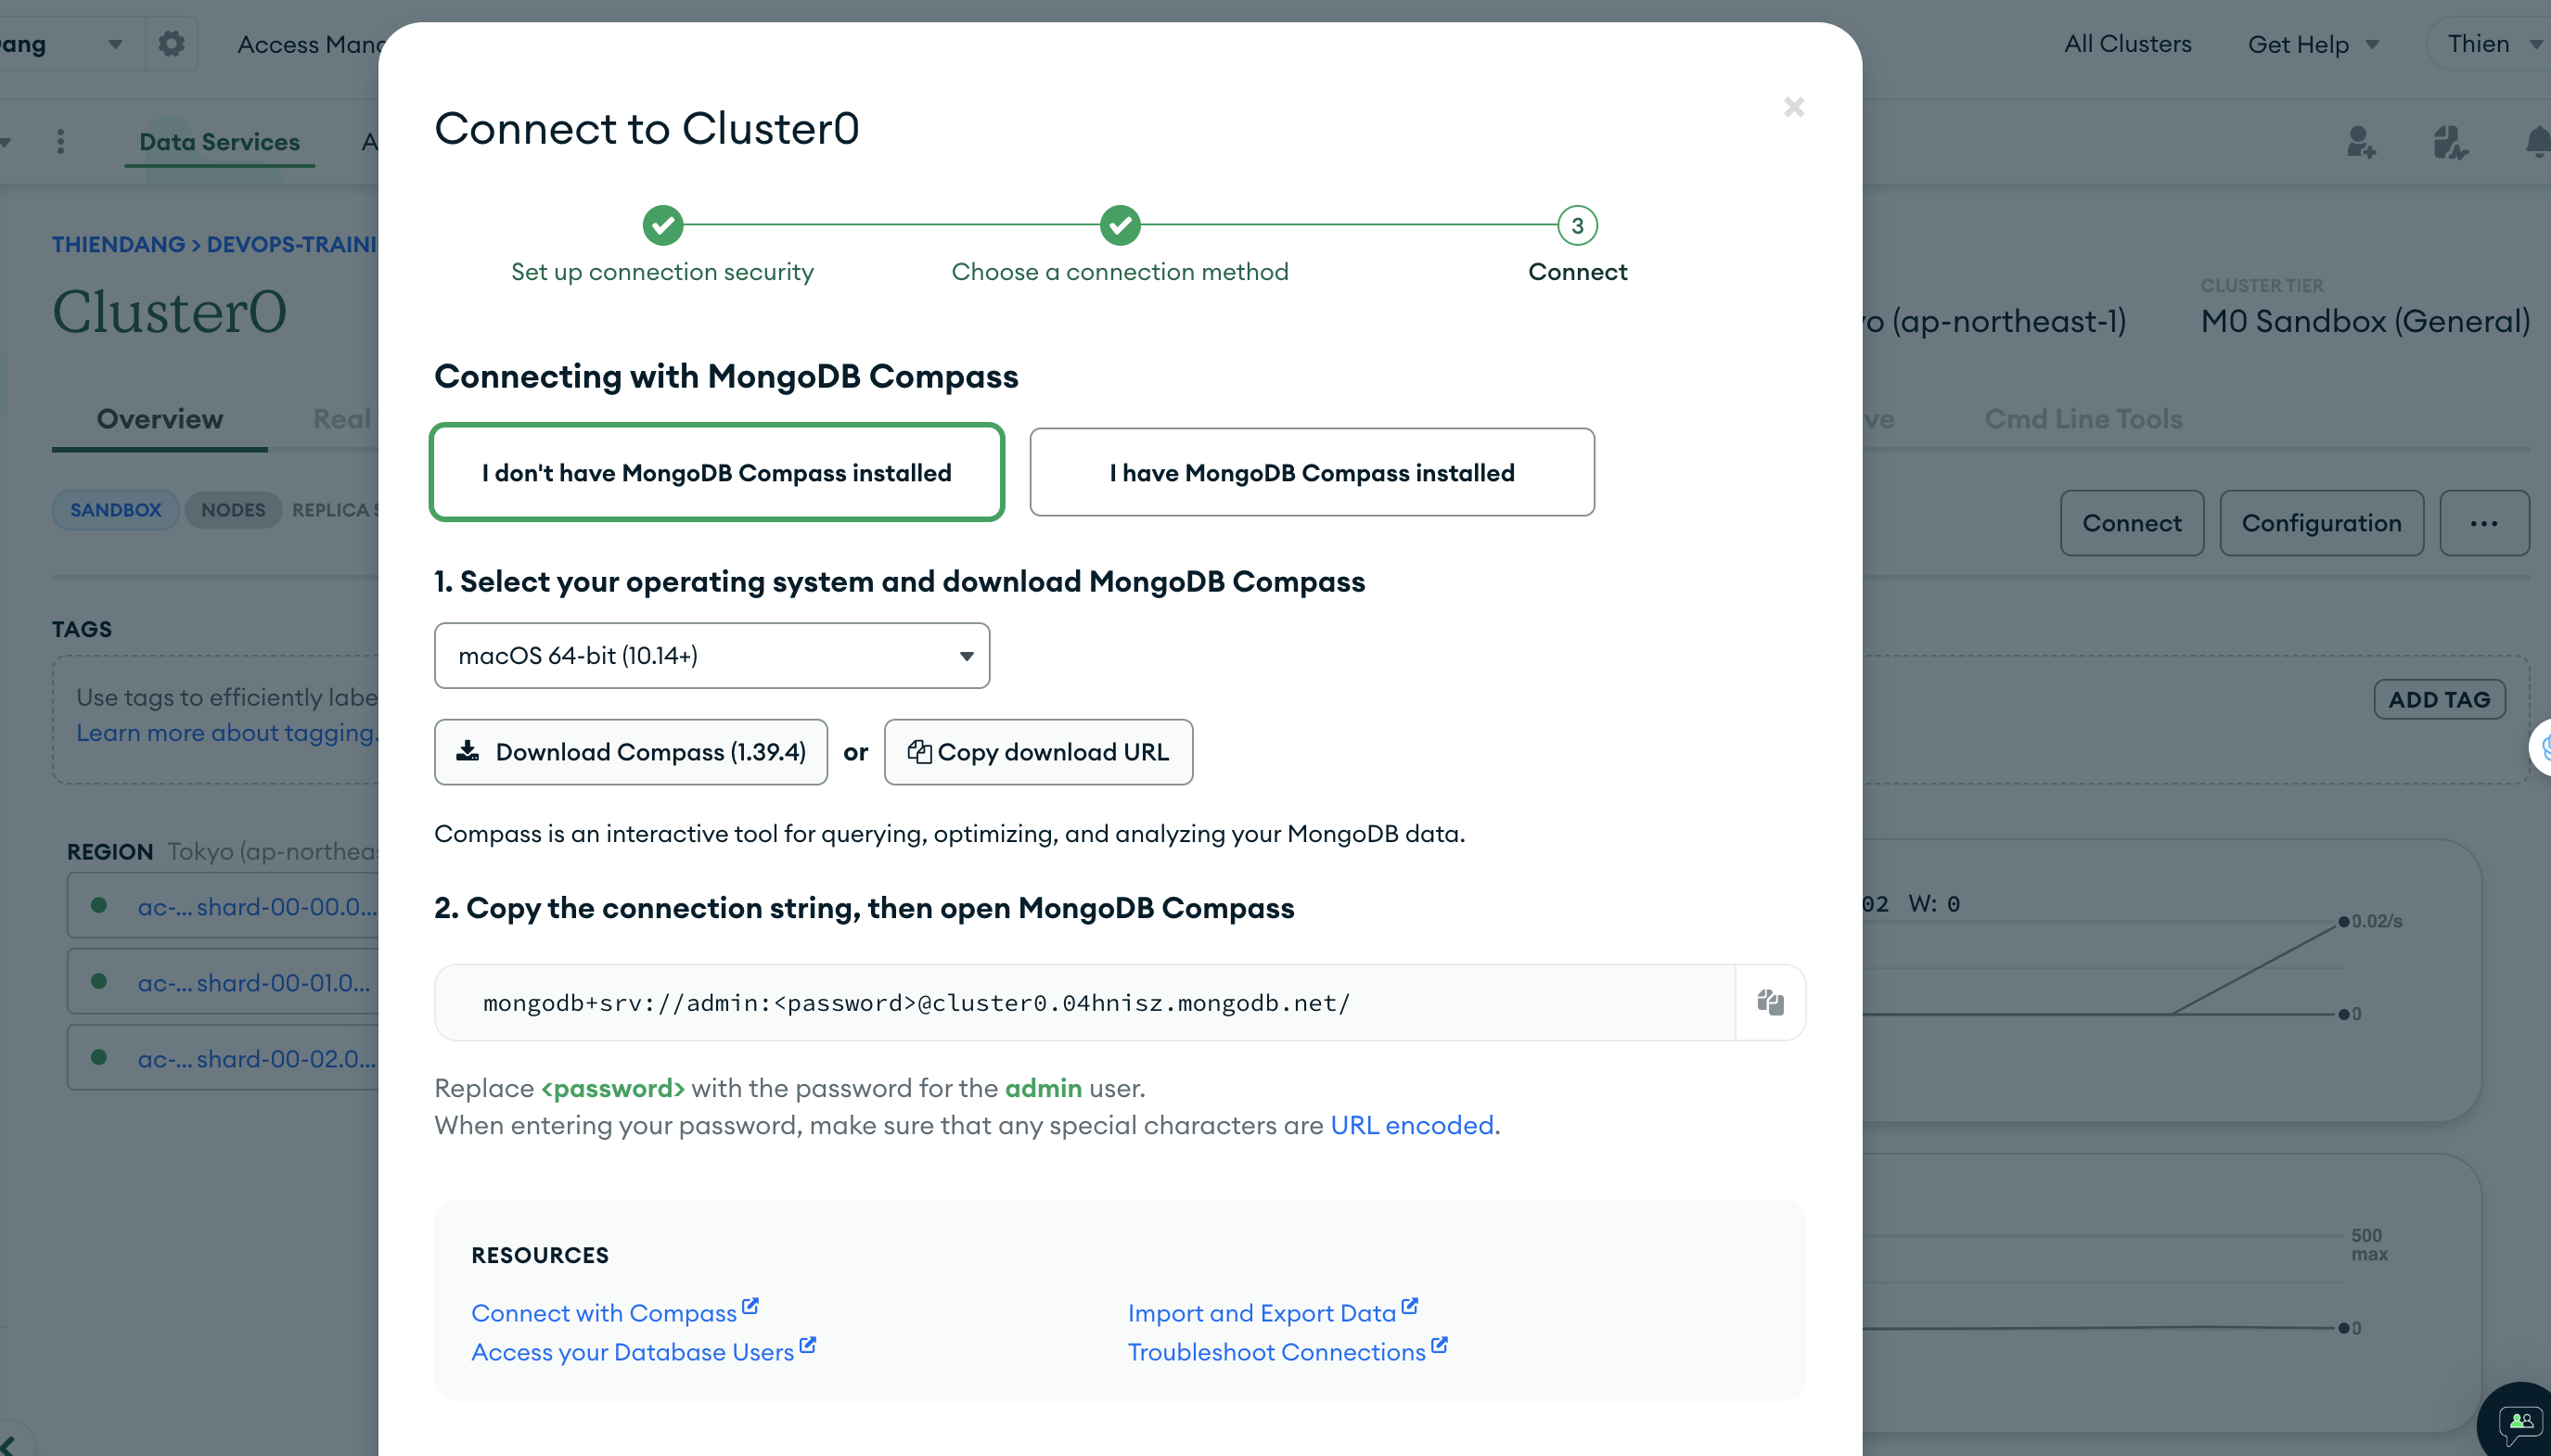 ang
Access Mana
All Clusters
Get Help
Thien
Data Services
A
THIENDANG > DEVOPS-TRAINI
Cluster0
yo (ap-northeast-1)
CLUSTER TIER
M0 Sandbox (General)
Overview
Real
ve
Cmd Line Tools
SANDBOX
NODES
REPLICA S
Connect
Configuration
...
TAGS
Use tags to efficiently labe
Learn more about tagging.
ADD TAG
REGION Tokyo (ap-northeas
ac-... shard-00-00.0...
ac-... shard-00-01.0...
ac-... shard-00-02.0...
02 W: 0
0.02/s
0
500
max
0
Connect to Cluster0
3
Set up connection security
Choose a connection method
Connect
Connecting with MongoDB Compass
I don't have MongoDB Compass installed
I have MongoDB Compass installed
1. Select your operating system and download MongoDB Compass
macOS 64-bit (10.14+)
Download Compass (1.39.4)
or
Copy download URL
Compass is an interactive tool for querying, optimizing, and analyzing your MongoDB data.
2. Copy the connection string, then open MongoDB Compass
mongodb+srv://admin:<password>@cluster0.04hnisz.mongodb.net/
Replace <password> with the password for the admin user.
When entering your password, make sure that any special characters are URL encoded.
RESOURCES
Connect with Compass
Import and Export Data
Access your Database Users
Troubleshoot Connections